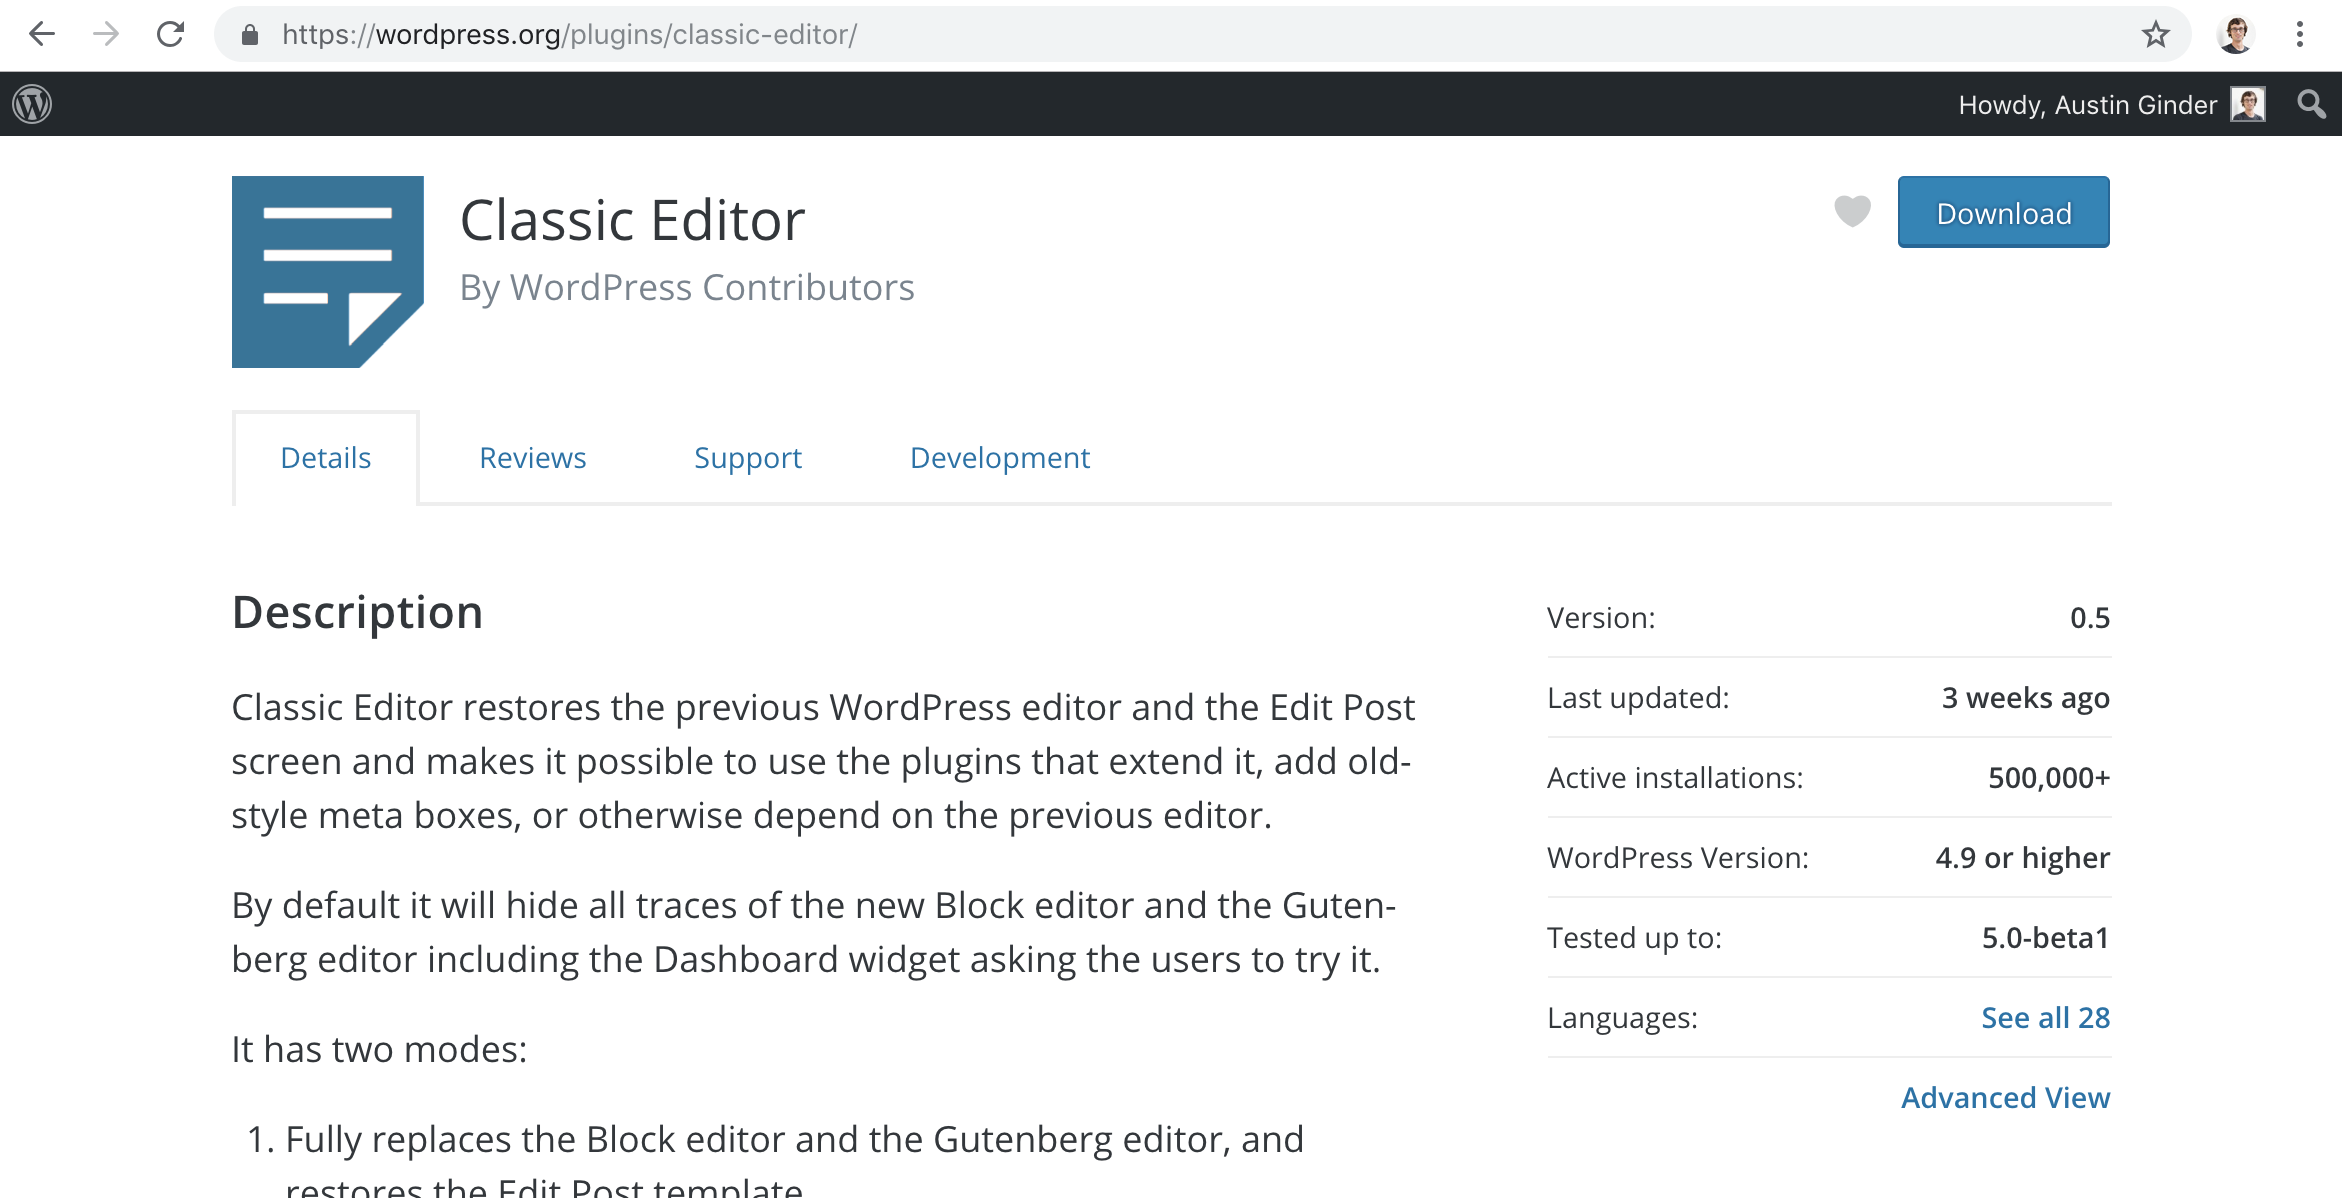 https://wordpress.org/plugins/classic-editor/
Howdy, Austin Ginder
Classic Editor
By WordPress Contributors
Download
Details
Reviews
Support
Development
Description
Classic Editor restores the previous WordPress editor and the Edit Post
screen and makes it possible to use the plugins that extend it, add old-
style meta boxes, or otherwise depend on the previous editor.
By default it will hide all traces of the new Block editor and the Guten-
berg editor including the Dashboard widget asking the users to try it.
It has two modes:
1. Fully replaces the Block editor and the Gutenberg editor, and
restores the Edit Post template.
Version: 0.5
Last updated: 3 weeks ago
Active installations: 500,000+
WordPress Version: 4.9 or higher
Tested up to: 5.0-beta1
Languages: See all 28
Advanced View